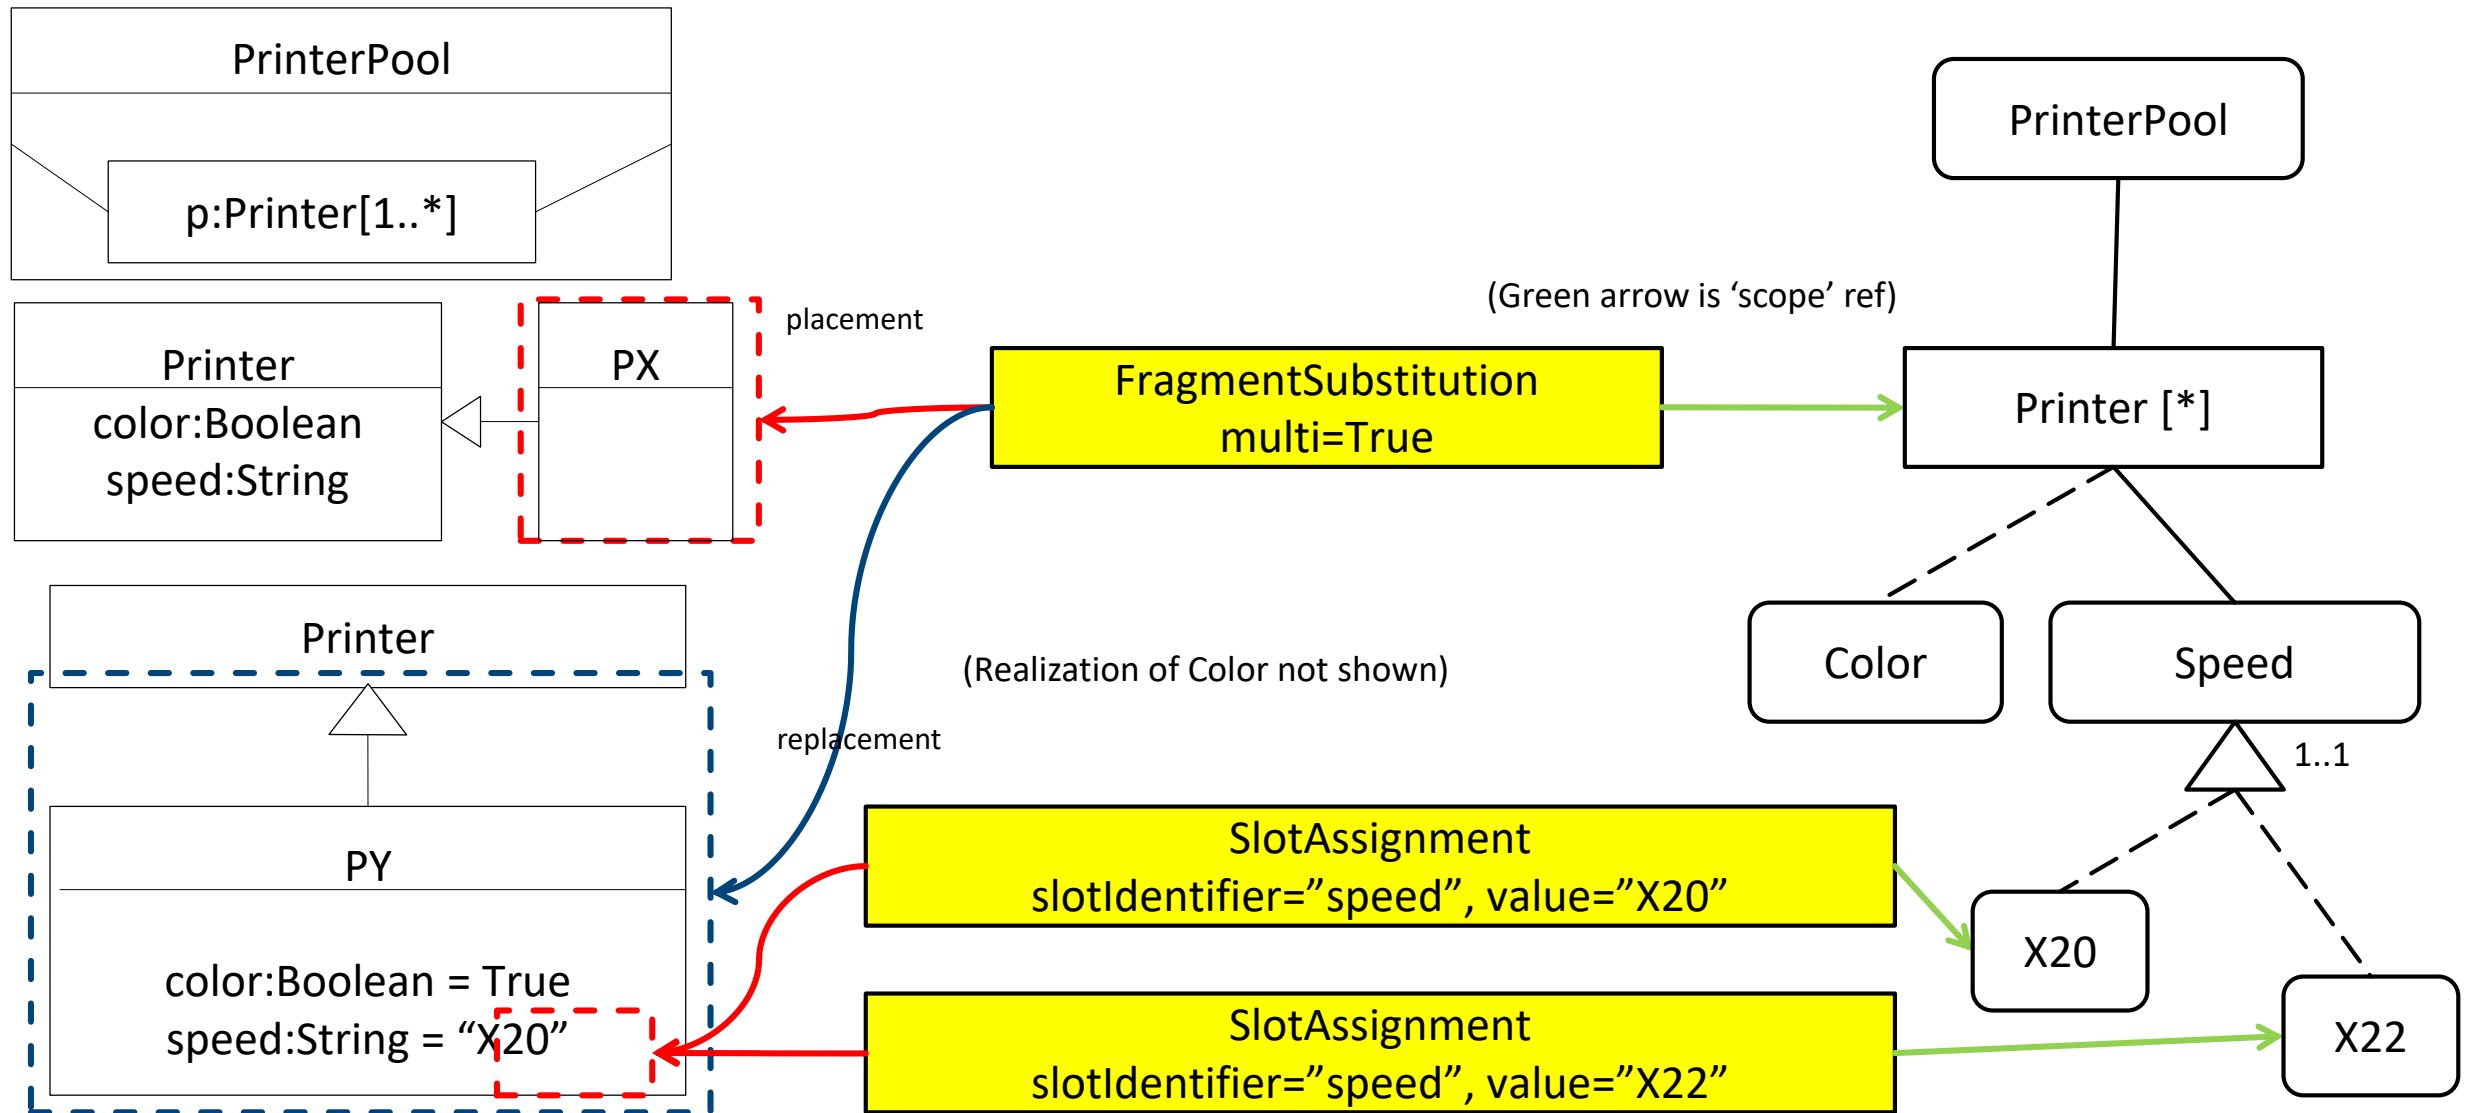 PrinterPool
p:Printer[1..*]
PrinterPool
(Green arrow is ‘scope’ ref)
placement
Printer
color:Boolean
speed:String
PX
FragmentSubstitution
multi=True
Printer [*]
Printer
(Realization of Color not shown)
Color
Speed
replacement
1..1
PY
color:Boolean = True
speed:String = “X20”
SlotAssignment
slotIdentifier=”speed”, value=”X20”
X20
SlotAssignment
slotIdentifier=”speed”, value=”X22”
X22